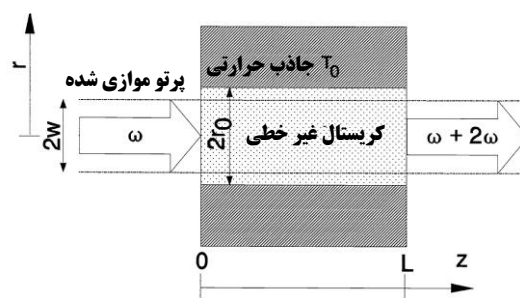 r
جاذب حرارتی T₀
پرتو موازی شده
2w
ω
2r₀
کریستال غیر خطی
ω + 2ω
0
L
z